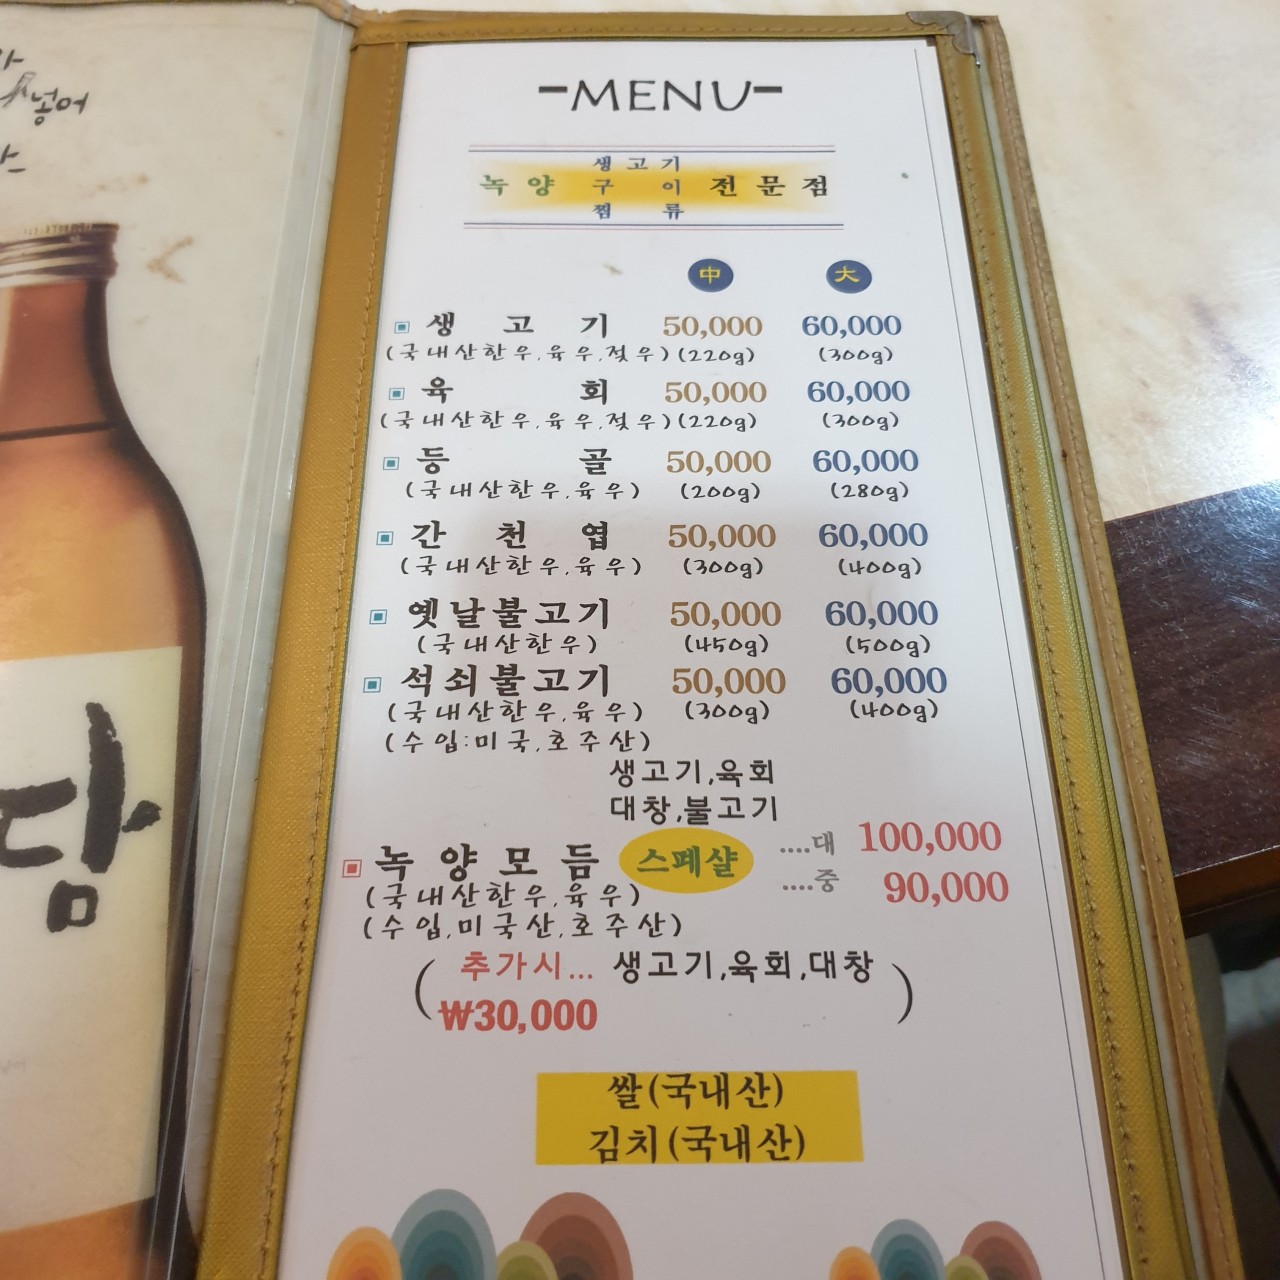 넣어
담
-MENU-
생고기
녹양 구이 전문점
찜류
中 大
생고기 50,000 60,000
(국내산한우,육우,젖우)(220g) (300g)
육회 50,000 60,000
(국내산한우,육우,젖우)(220g) (300g)
등골 50,000 60,000
(국내산한우,육우) (200g) (280g)
간천엽 50,000 60,000
(국내산한우,육우) (300g) (400g)
옛날불고기 50,000 60,000
(국내산한우) (450g) (500g)
석쇠불고기 50,000 60,000
(국내산한우,육우) (300g) (400g)
(수입:미국,호주산)
생고기,육회
대창,불고기
녹양모듬 스페샬 ....대 100,000
....중 90,000
(국내산한우,육우)
(수입,미국산,호주산)
(추가시... 생고기,육회,대창)
₩30,000
쌀(국내산)
김치(국내산)